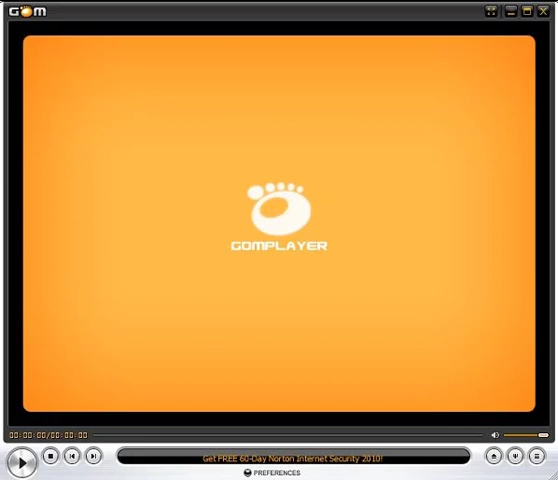 GOM
GOMPLAYER
00:00:00/00:00:00
Get FREE 60-Day Norton Internet Security 2010!
PREFERENCES